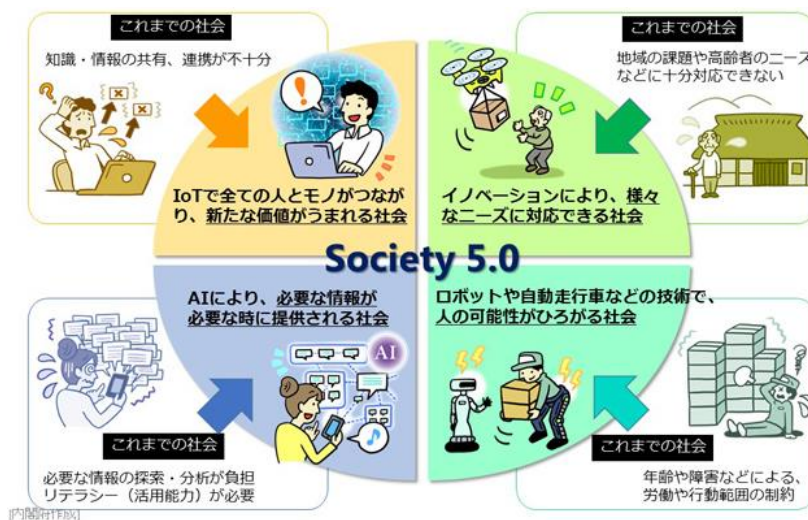 これまでの社会
知識・情報の共有、連携が不十分
IoTで全ての人とモノがつなが
り、新たな価値がうまれる社会
これまでの社会
地域の課題や高齢者のニーズ
などに十分対応できない
イノベーションにより、様々
なニーズに対応できる社会
Society 5.0
AIにより、必要な情報が
必要な時に提供される社会
AI
これまでの社会
必要な情報の探索・分析が負担
リテラシー（活用能力）が必要
ロボットや自動走行車などの技術で、
人の可能性がひろがる社会
これまでの社会
年齢や障害などによる、
労働や行動範囲の制約
[内閣府作成]